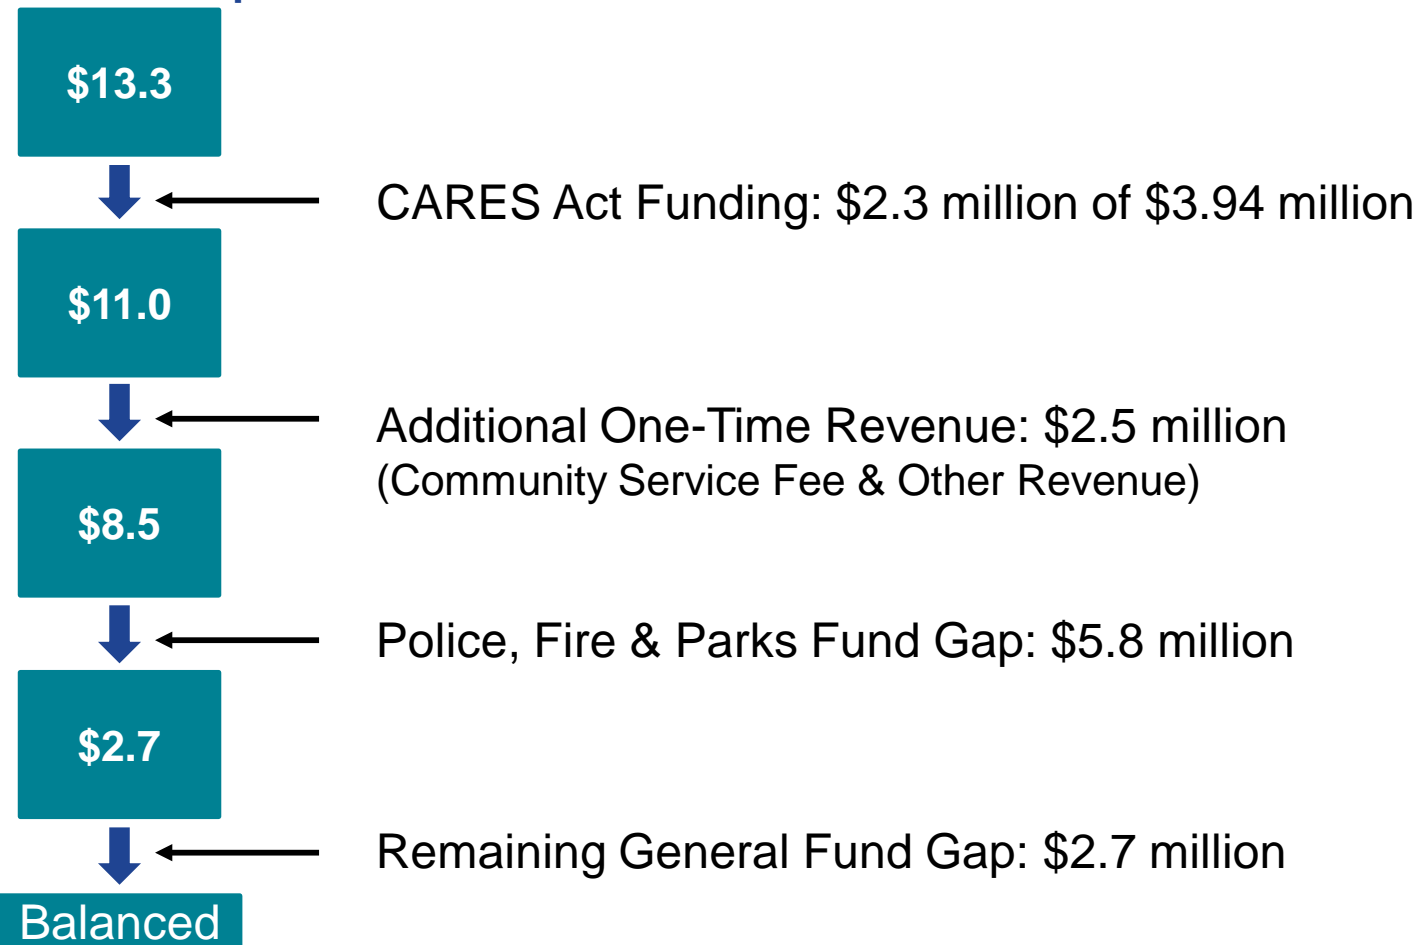 $13.3
CARES Act Funding: $2.3 million of $3.94 million
$11.0
Additional One-Time Revenue: $2.5 million
(Community Service Fee & Other Revenue)
$8.5
Police, Fire & Parks Fund Gap: $5.8 million
$2.7
Remaining General Fund Gap: $2.7 million
Balanced